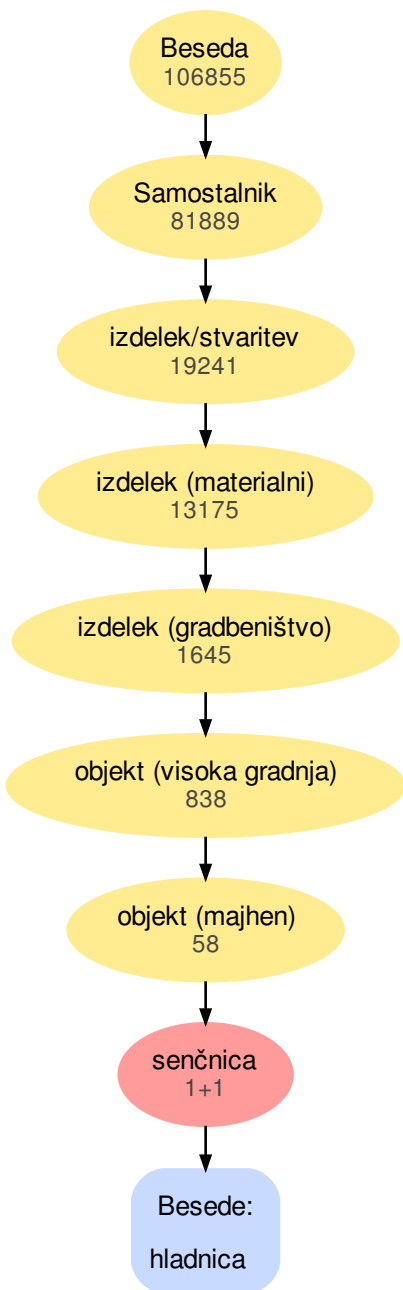 Beseda
106855
Samostalnik
81889
izdelek/stvaritev
19241
izdelek (materialni)
13175
izdelek (gradbeništvo)
1645
objekt (visoka gradnja)
838
objekt (majhen)
58
senčnica
1+1
Besede:
hladnica